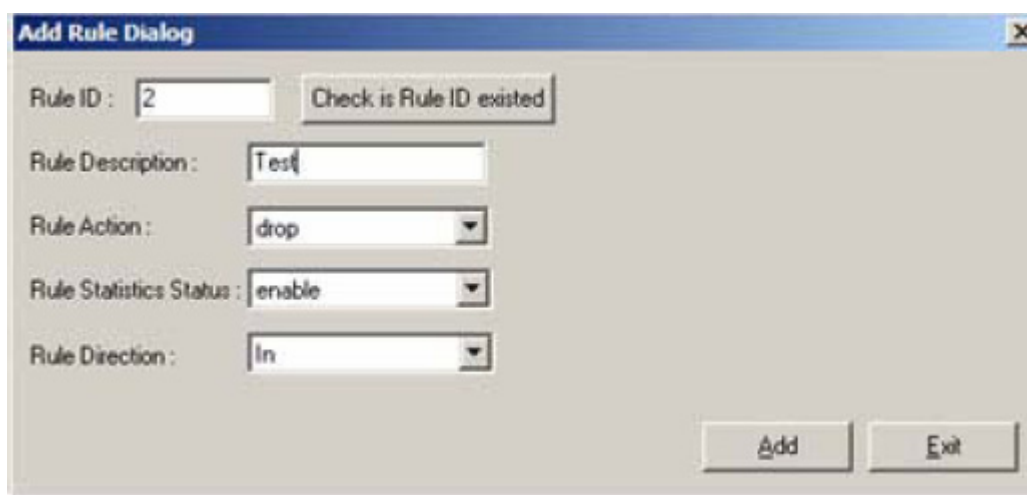 Add Rule Dialog
Rule ID : 2 Check is Rule ID existed
Rule Description : Test
Rule Action : drop
Rule Statistics Status : enable
Rule Direction : In
Add Exit